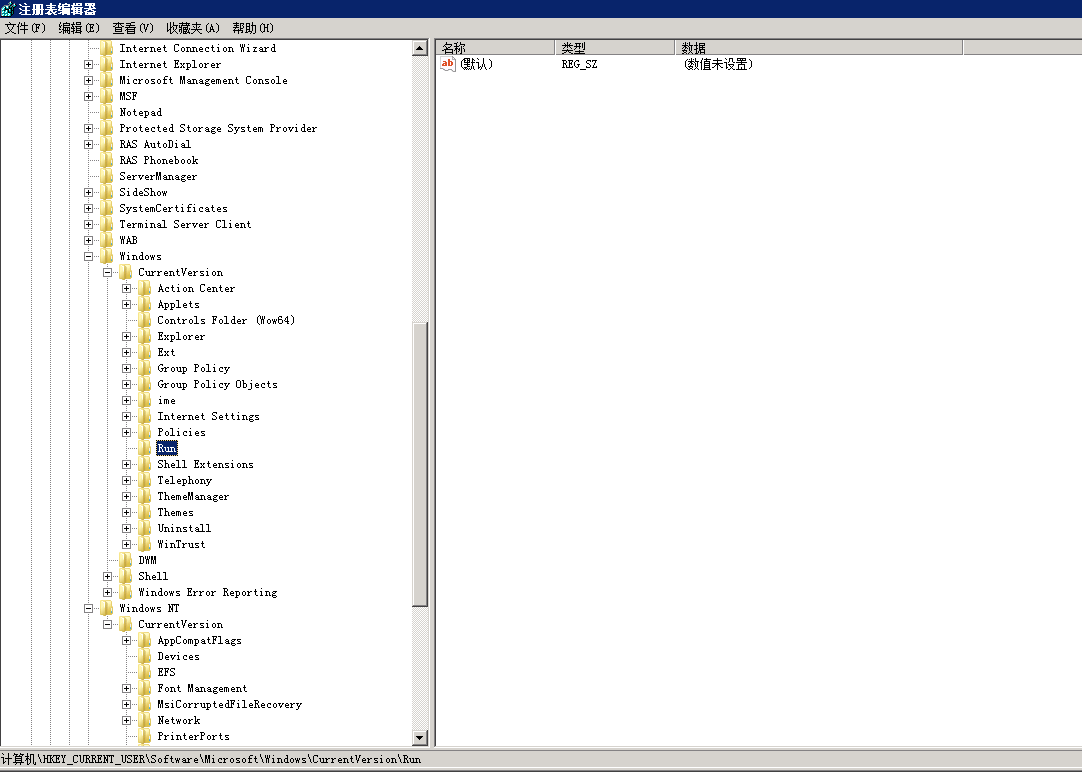 注册表编辑器
文件(F) 编辑(E) 查看(V) 收藏夹(A) 帮助(H)
Internet Connection Wizard
Internet Explorer
Microsoft Management Console
MSF
Notepad
Protected Storage System Provider
RAS AutoDial
RAS Phonebook
ServerManager
SideShow
SystemCertificates
Terminal Server Client
WAB
Windows
CurrentVersion
Action Center
Applets
Controls Folder (Wow64)
Explorer
Ext
Group Policy
Group Policy Objects
ime
Internet Settings
Policies
Run
Shell Extensions
Telephony
ThemeManager
Themes
Uninstall
WinTrust
DWM
Shell
Windows Error Reporting
Windows NT
CurrentVersion
AppCompatFlags
Devices
EFS
Font Management
MsiCorruptedFileRecovery
Network
PrinterPorts
名称 类型 数据
ab (默认) REG_SZ (数值未设置)
计算机\HKEY_CURRENT_USER\Software\Microsoft\Windows\CurrentVersion\Run